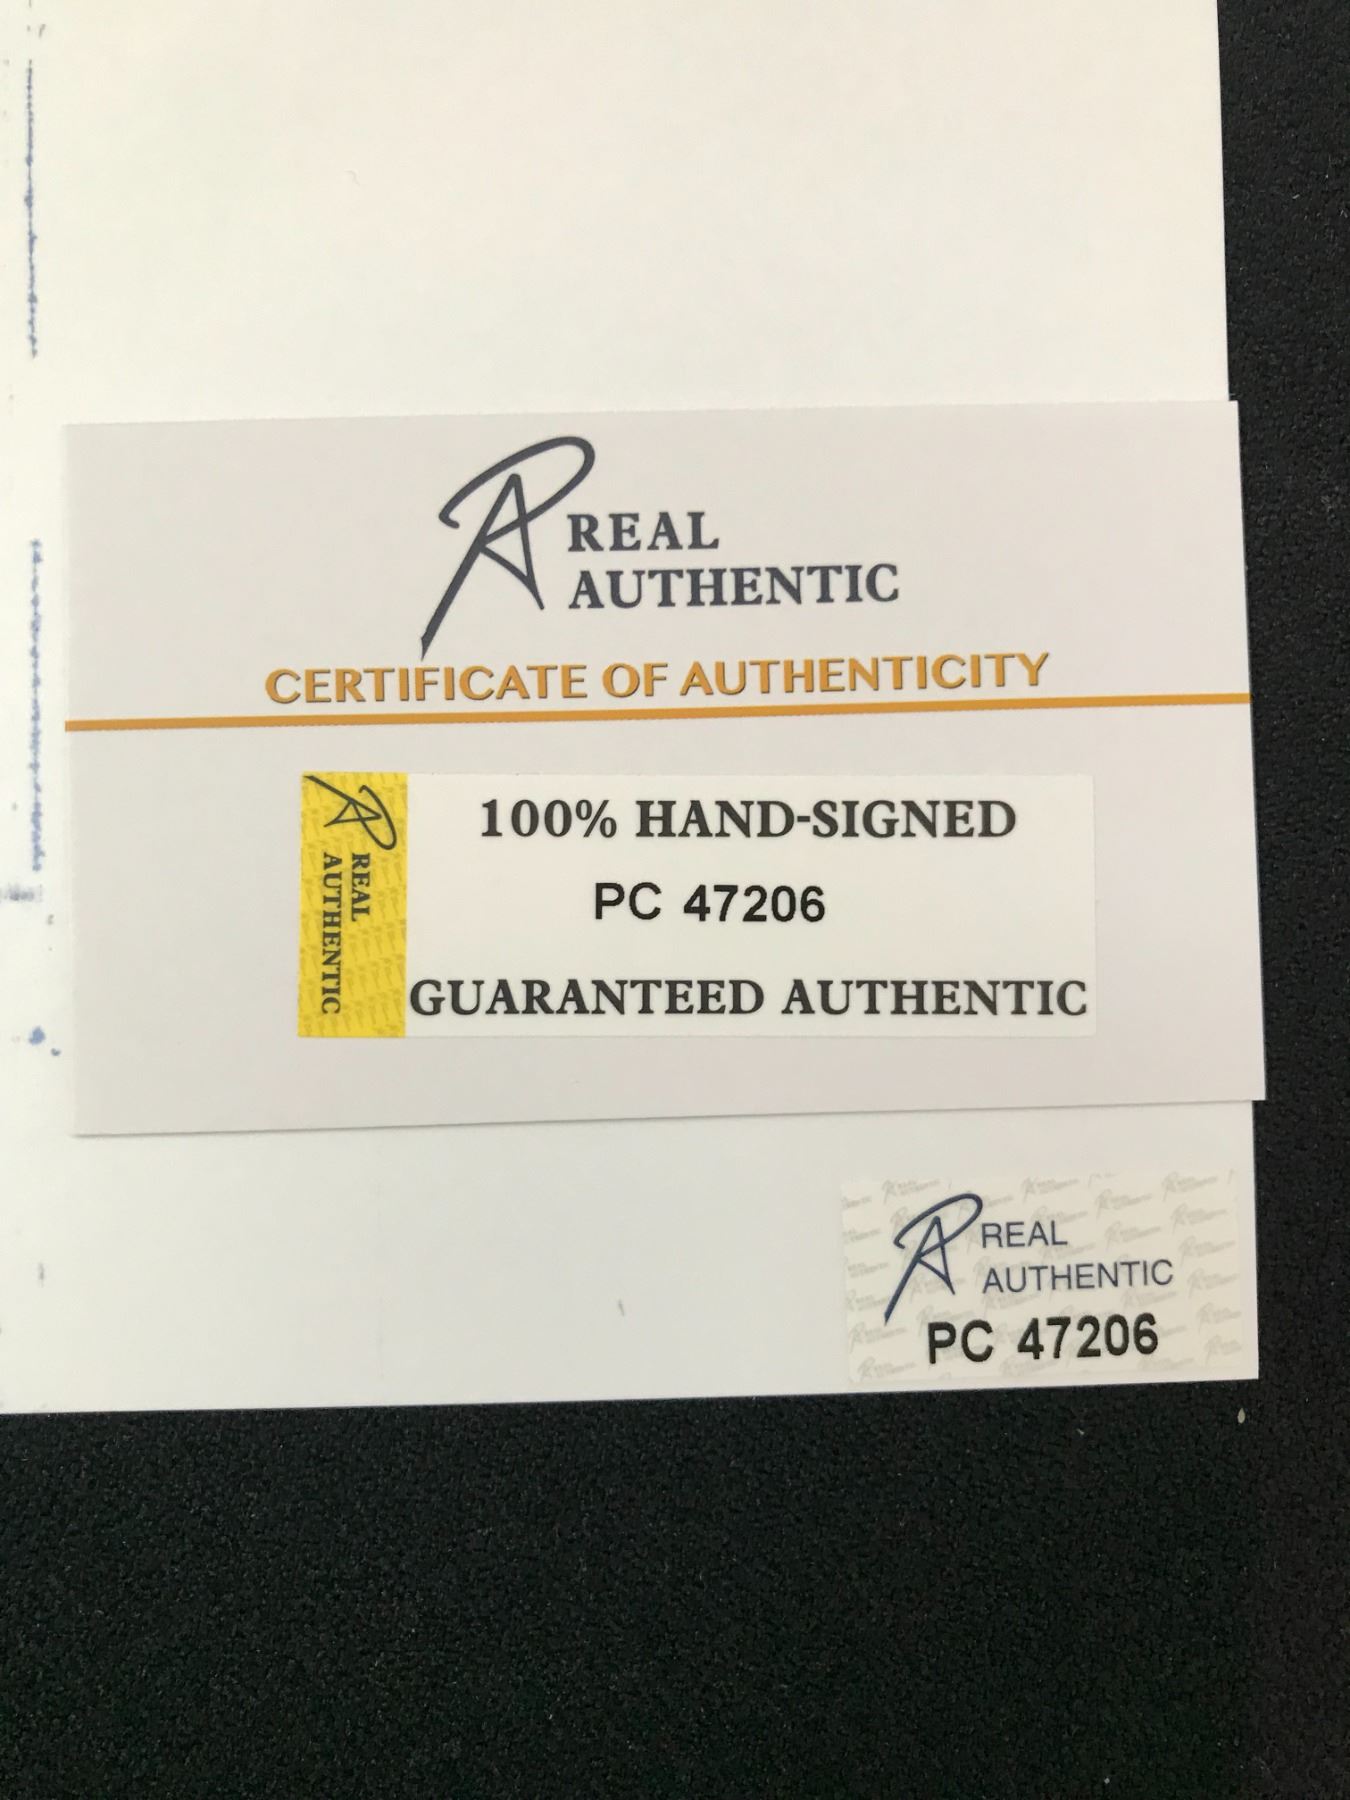 REAL
AUTHENTIC
CERTIFICATE OF AUTHENTICITY
REAL
AUTHENTIC
100% HAND-SIGNED
PC 47206
GUARANTEED AUTHENTIC
REAL
AUTHENTIC
PC 47206